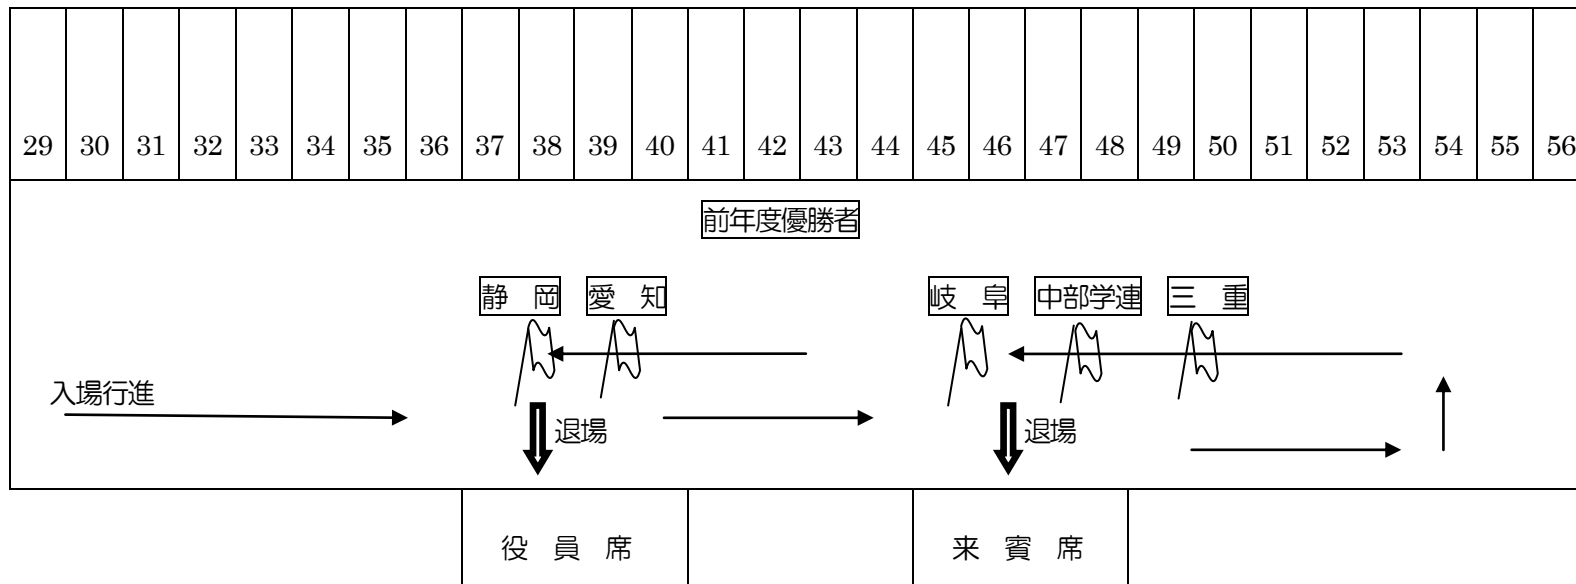 29 30 31 32 33 34 35 36 37 38 39 40 41 42 43 44 45 46 47 48 49 50 51 52 53 54 55 56
前年度優勝者
静 岡 愛 知 岐 阜 中部学連 三 重
入場行進
退場 退場
役 員 席 来 賓 席